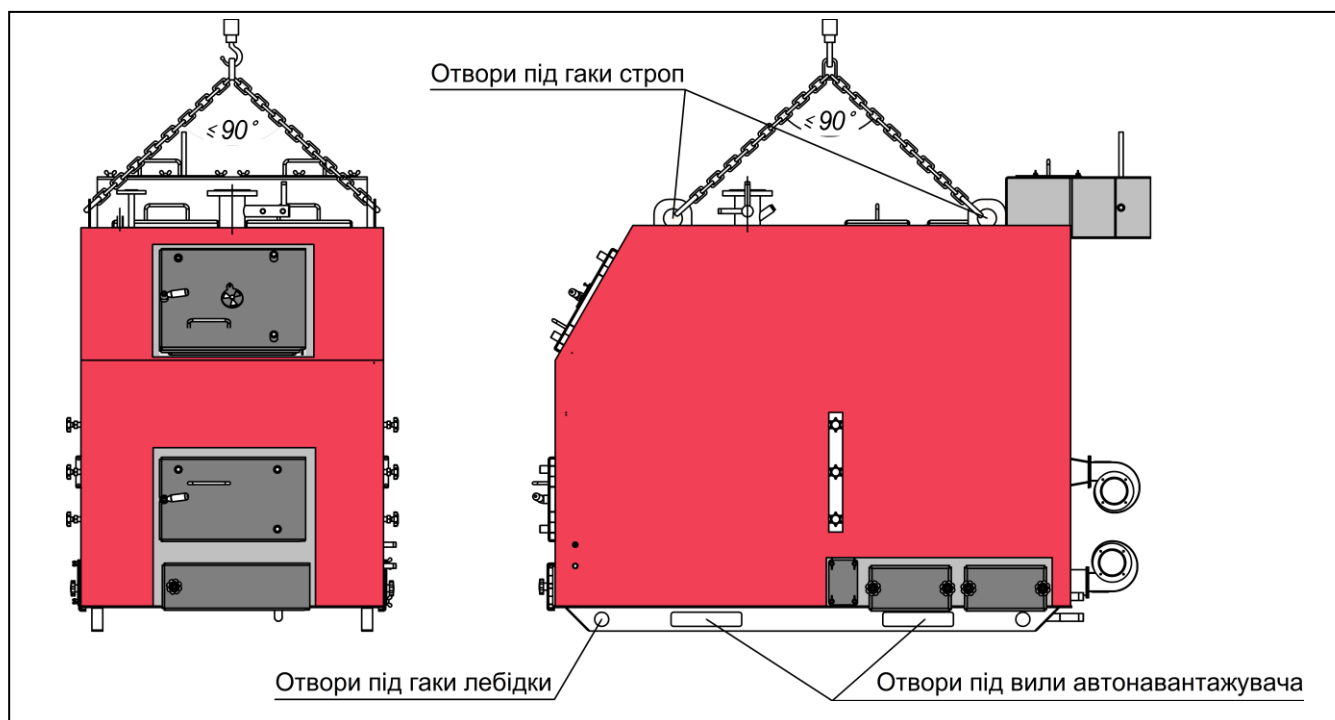 Отвори під гаки строп
≤ 90°
≤ 90°
Отвори під гаки лебідки
Отвори під вили автонавантажувача